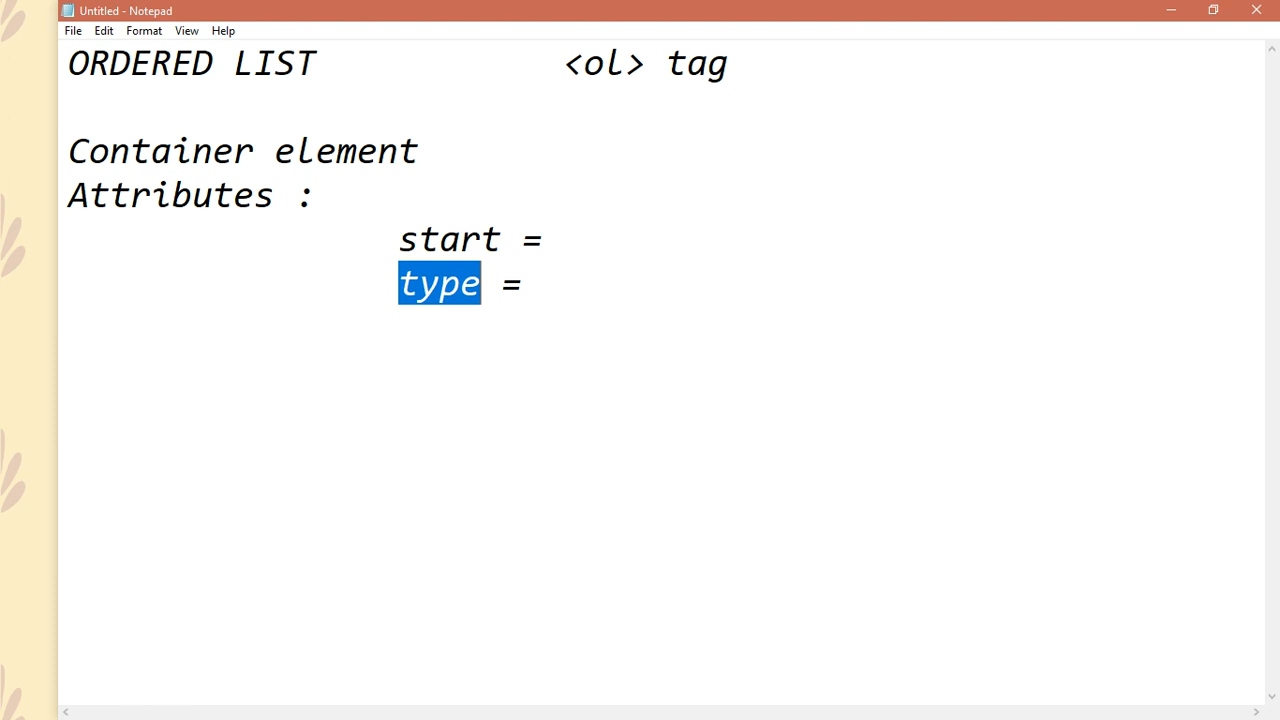 Untitled - Notepad
File Edit Format View Help
ORDERED LIST <ol> tag
Container element
Attributes :
start =
type =